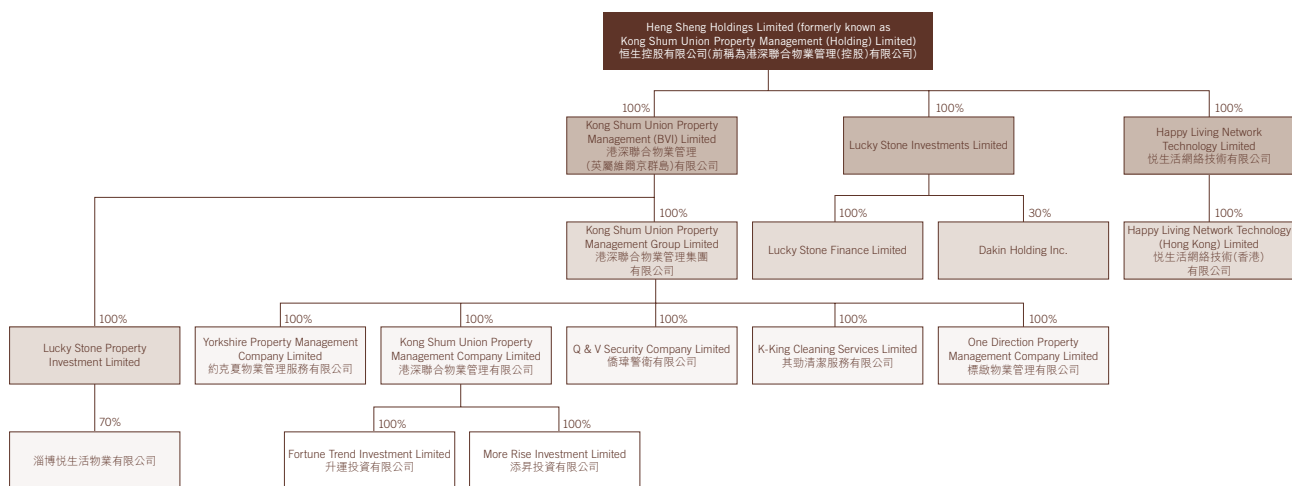 Heng Sheng Holdings Limited (formerly known as
Kong Shum Union Property Management (Holding) Limited)
恒生控股有限公司(前稱為港深聯合物業管理(控股)有限公司)
100%
100%
100%
Kong Shum Union Property
Management (BVI) Limited
港深聯合物業管理
(英屬維爾京群島)有限公司
Lucky Stone Investments Limited
Happy Living Network
Technology Limited
悦生活網絡技術有限公司
100%
100%
30%
100%
Kong Shum Union Property
Management Group Limited
港深聯合物業管理集團
有限公司
Lucky Stone Finance Limited
Dakin Holding Inc.
Happy Living Network Technology
(Hong Kong) Limited
悦生活網絡技術(香港)
有限公司
100%
100%
100%
100%
100%
100%
Lucky Stone Property
Investment Limited
Yorkshire Property Management
Company Limited
約克夏物業管理服務有限公司
Kong Shum Union Property
Management Company Limited
港深聯合物業管理有限公司
Q & V Security Company Limited
僑瑋警衛有限公司
K-King Cleaning Services Limited
其勁清潔服務有限公司
One Direction Property
Management Company Limited
標緻物業管理有限公司
70%
100%
100%
淄博悦生活物業有限公司
Fortune Trend Investment Limited
升運投資有限公司
More Rise Investment Limited
添昇投資有限公司